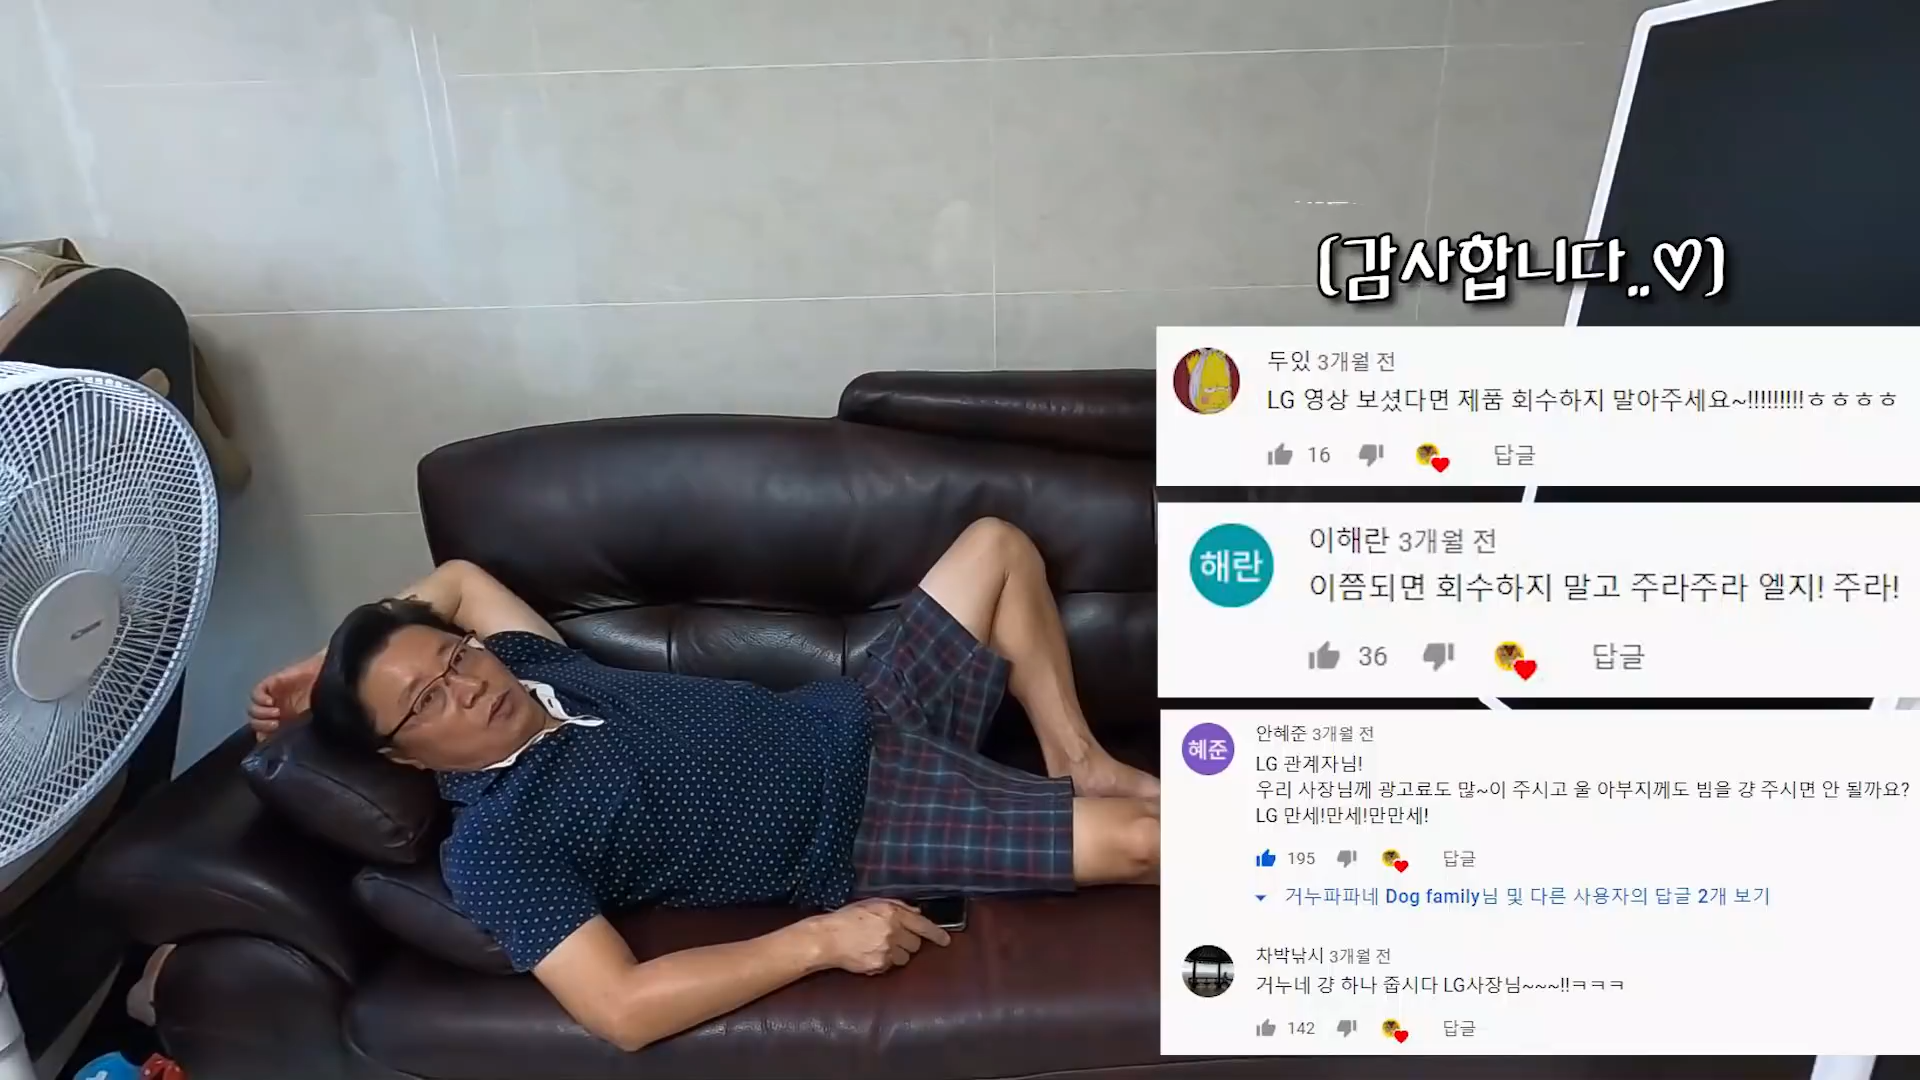 (감사합니다..♡)
두있 3개월 전
LG 영상 보셨다면 제품 회수하지 말아주세요~!!!!!!!!!ㅎㅎㅎㅎ
16 답글
해란
이해란 3개월 전
이쯤되면 회수하지 말고 주라주라 엘지! 주라!
36 답글
혜준
안혜준 3개월 전
LG 관계자님!
우리 사장님께 광고료도 많~이 주시고 울 아부지께도 빔을 걍 주시면 안 될까요?
LG 만세!만세!만만세!
195 답글
거누파파네 Dog family님 및 다른 사용자의 답글 2개 보기
차박낚시 3개월 전
거누네 걍 하나 줍시다 LG사장님~~~!!ㅋㅋㅋ
142 답글